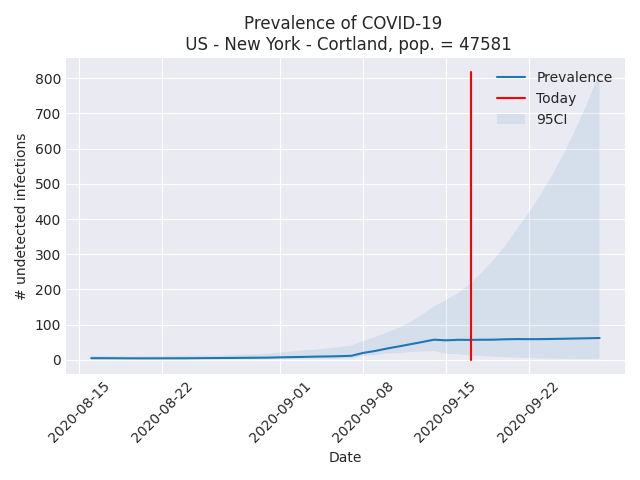 Prevalence of COVID-19
US - New York - Cortland, pop. = 47581
Prevalence
Today
95CI
# undetected infections
800
700
600
500
400
300
200
100
0
2020-08-15
2020-08-22
2020-09-01
2020-09-08
2020-09-15
2020-09-22
Date